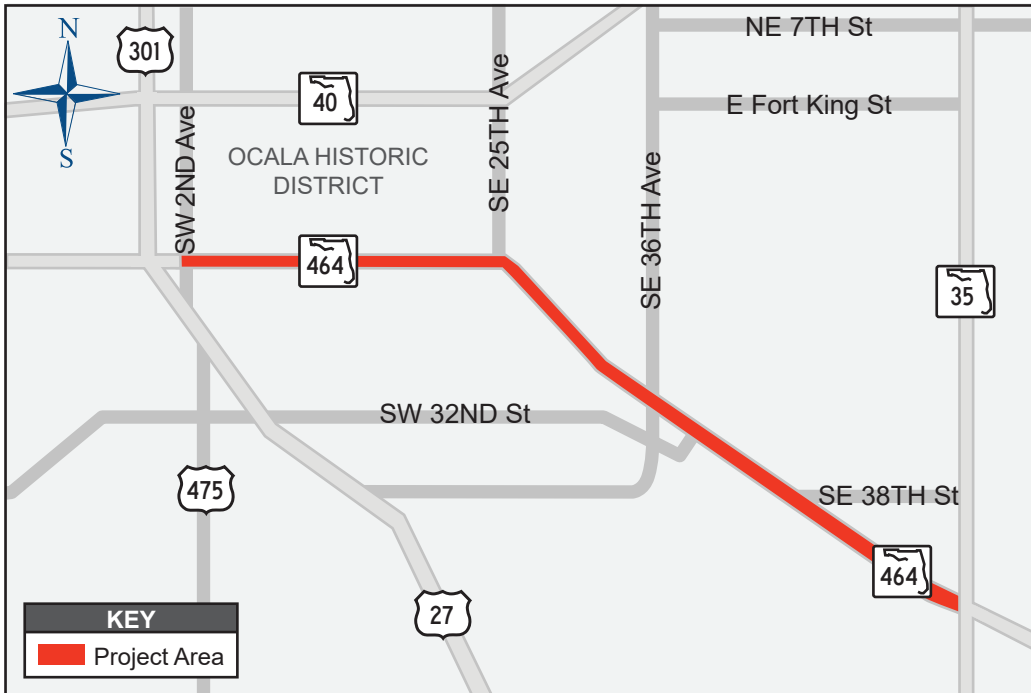 N
S
301
40
NE 7TH St
E Fort King St
SW 2ND Ave
OCALA HISTORIC
DISTRICT
SE 25TH Ave
SE 36TH Ave
464
35
SW 32ND St
475
SE 38TH St
464
27
KEY
Project Area